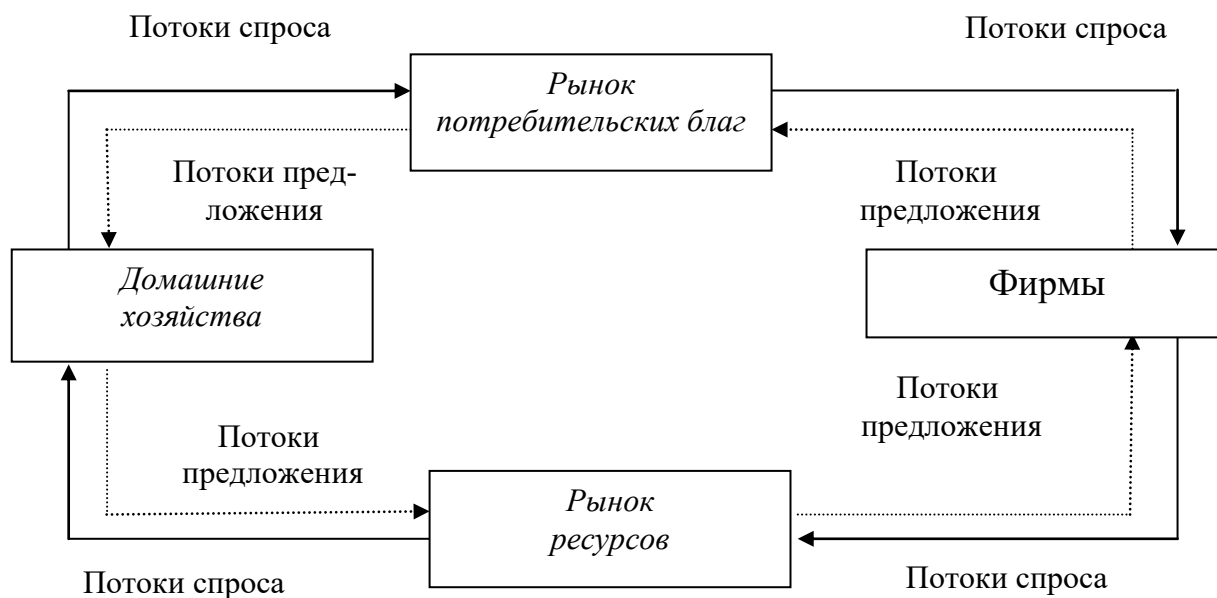 Потоки спроса
Потоки спроса
Рынок
потребительских благ
Потоки пред-
ложения
Потоки
предложения
Домашние
хозяйства
Фирмы
Потоки
предложения
Потоки
предложения
Рынок
ресурсов
Потоки спроса
Потоки спроса